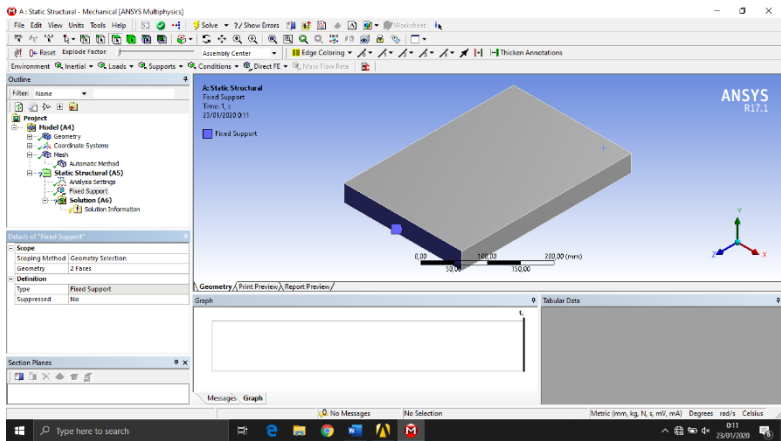 A : Static Structural - Mechanical [ANSYS Multiphysics]
File Edit View Units Tools Help Solve ?/ Show Errors Worksheet
Reset Explode Factor: Assembly Center Edge Coloring Thicken Annotations
Environment Inertial Loads Supports Conditions Direct FE Mass Flow Rate
Outline
Filter: Name
Project
Model (A4)
Geometry
Coordinate Systems
Mesh
Automatic Method
Static Structural (A5)
Analysis Settings
Fixed Support
Solution (A6)
Solution Information
Details of "Fixed Support"
Scope
Scoping Method Geometry Selection
Geometry 2 Faces
Definition
Type Fixed Support
Suppressed No
Section Planes
A: Static Structural
Fixed Support
Time: 1, s
23/01/2020 0:11
Fixed Support
ANSYS
R17.1
0,00 100,00 200,00 (mm)
50,00 150,00
Y
Z X
Geometry Print Preview Report Preview
Graph
1,
Messages Graph
Tabular Data
No Messages No Selection Metric (mm, kg, N, s, mV, mA) Degrees rad/s Celsius
Type here to search
0:11
23/01/2020